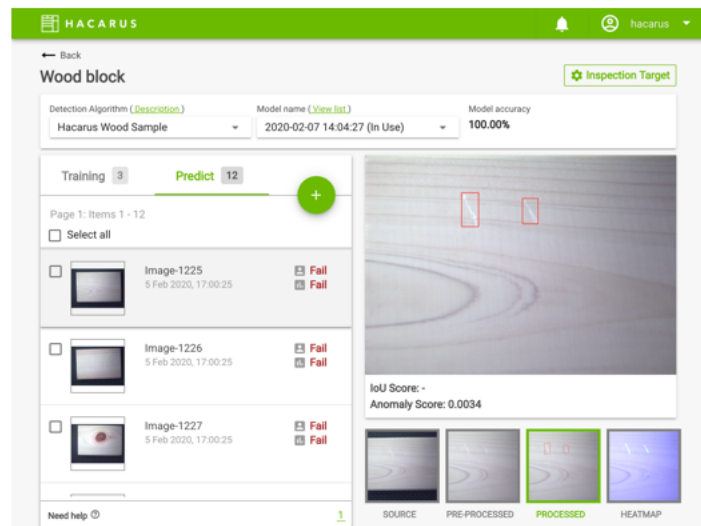 HACARUS
hacarus
Back
Wood block
Inspection Target
Detection Algorithm (Description)
Model name (View list)
Model accuracy
Hacarus Wood Sample
2020-02-07 14:04:27 (In Use)
100.00%
Training 3
Predict 12
+
Page 1: Items 1 - 12
Select all
Image-1225
5 Feb 2020, 17:00:25
Fail
Fail
Image-1226
5 Feb 2020, 17:00:25
Fail
Fail
Image-1227
5 Feb 2020, 17:00:25
Fail
Fail
Need help ?
1
IoU Score: -
Anomaly Score: 0.0034
SOURCE
PRE-PROCESSED
PROCESSED
HEATMAP